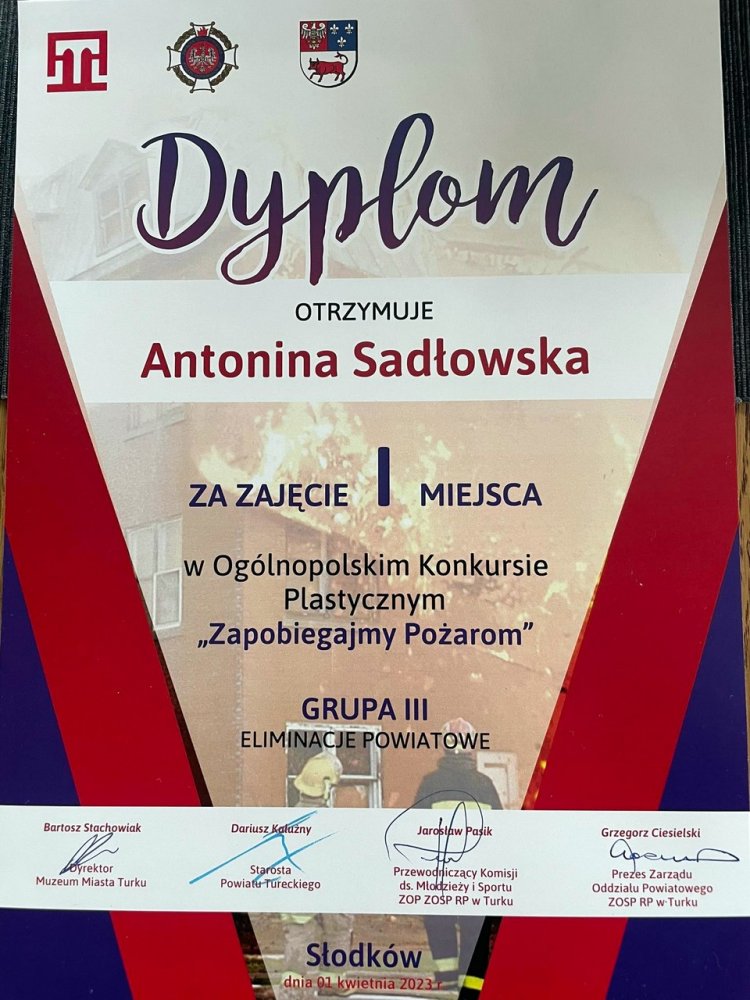 Dyplom
OTRZYMUJE
Antonina Sadłowska
ZA ZAJĘCIE I MIEJSCA
w Ogólnopolskim Konkursie
Plastycznym
„Zapobiegajmy Pożarom”
GRUPA III
ELIMINACJE POWIATOWE
Bartosz Stachowiak
Dyrektor
Muzeum Miasta Turku
Dariusz Kałużny
Starosta
Powiatu Tureckiego
Jarosław Pasik
Przewodniczący Komisji
ds. Młodzieży i Sportu
ZOP ZOSP RP w Turku
Grzegorz Ciesielski
Prezes Zarządu
Oddziału Powiatowego
ZOSP RP w Turku
Słodków
dnia 01 kwietnia 2023 r